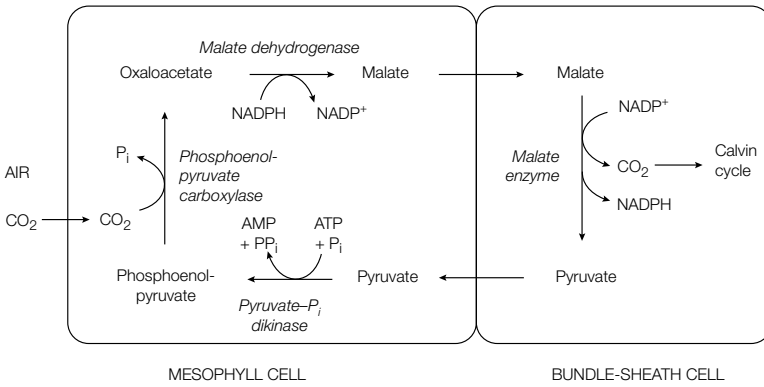 Malate dehydrogenase
Oxaloacetate
Malate
Malate
NADPH
NADP⁺
NADP⁺
Pᵢ
Phosphoenol-
pyruvate
carboxylase
Malate
enzyme
CO₂
Calvin
cycle
AIR
CO₂
CO₂
NADPH
AMP
+ PPᵢ
ATP
+ Pᵢ
Phosphoenol-
pyruvate
Pyruvate
Pyruvate
Pyruvate–Pᵢ
dikinase
MESOPHYLL CELL
BUNDLE-SHEATH CELL